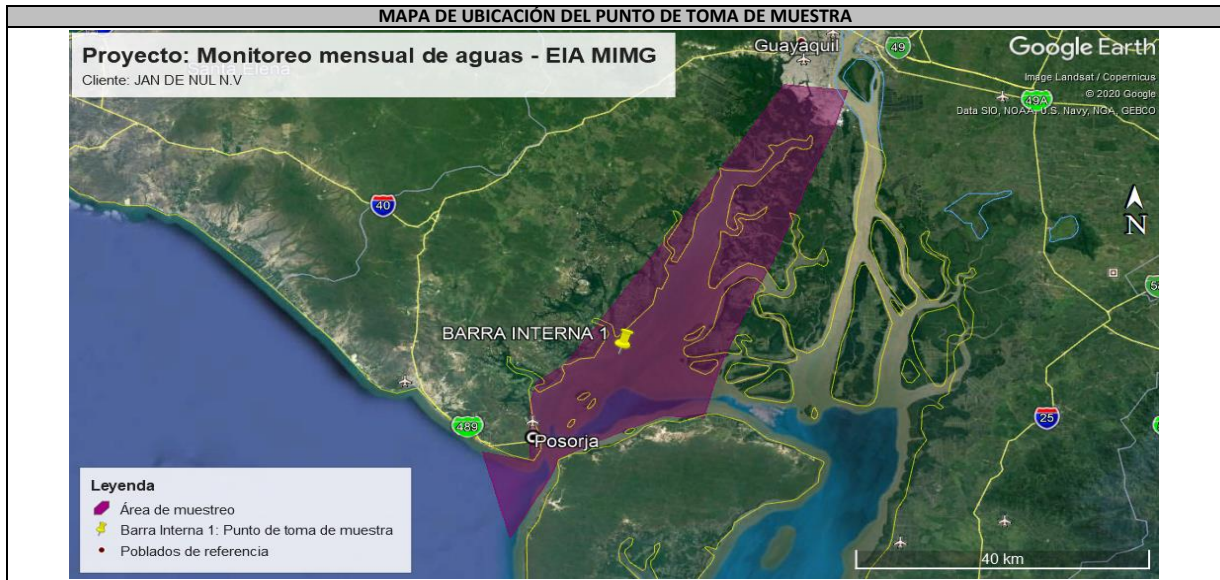 MAPA DE UBICACIÓN DEL PUNTO DE TOMA DE MUESTRA
Proyecto: Monitoreo mensual de aguas - EIA MIMG
Cliente: JAN DE NUL N.V
Guayaquil
49
Google Earth
Image Landsat / Copernicus
© 2020 Google
49A
Data SIO, NOAA, U.S. Navy, NGA, GEBCO
40
N
BARRA INTERNA 1
489
25
Posorja
Leyenda
Área de muestreo
Barra Interna 1: Punto de toma de muestra
Poblados de referencia
40 km